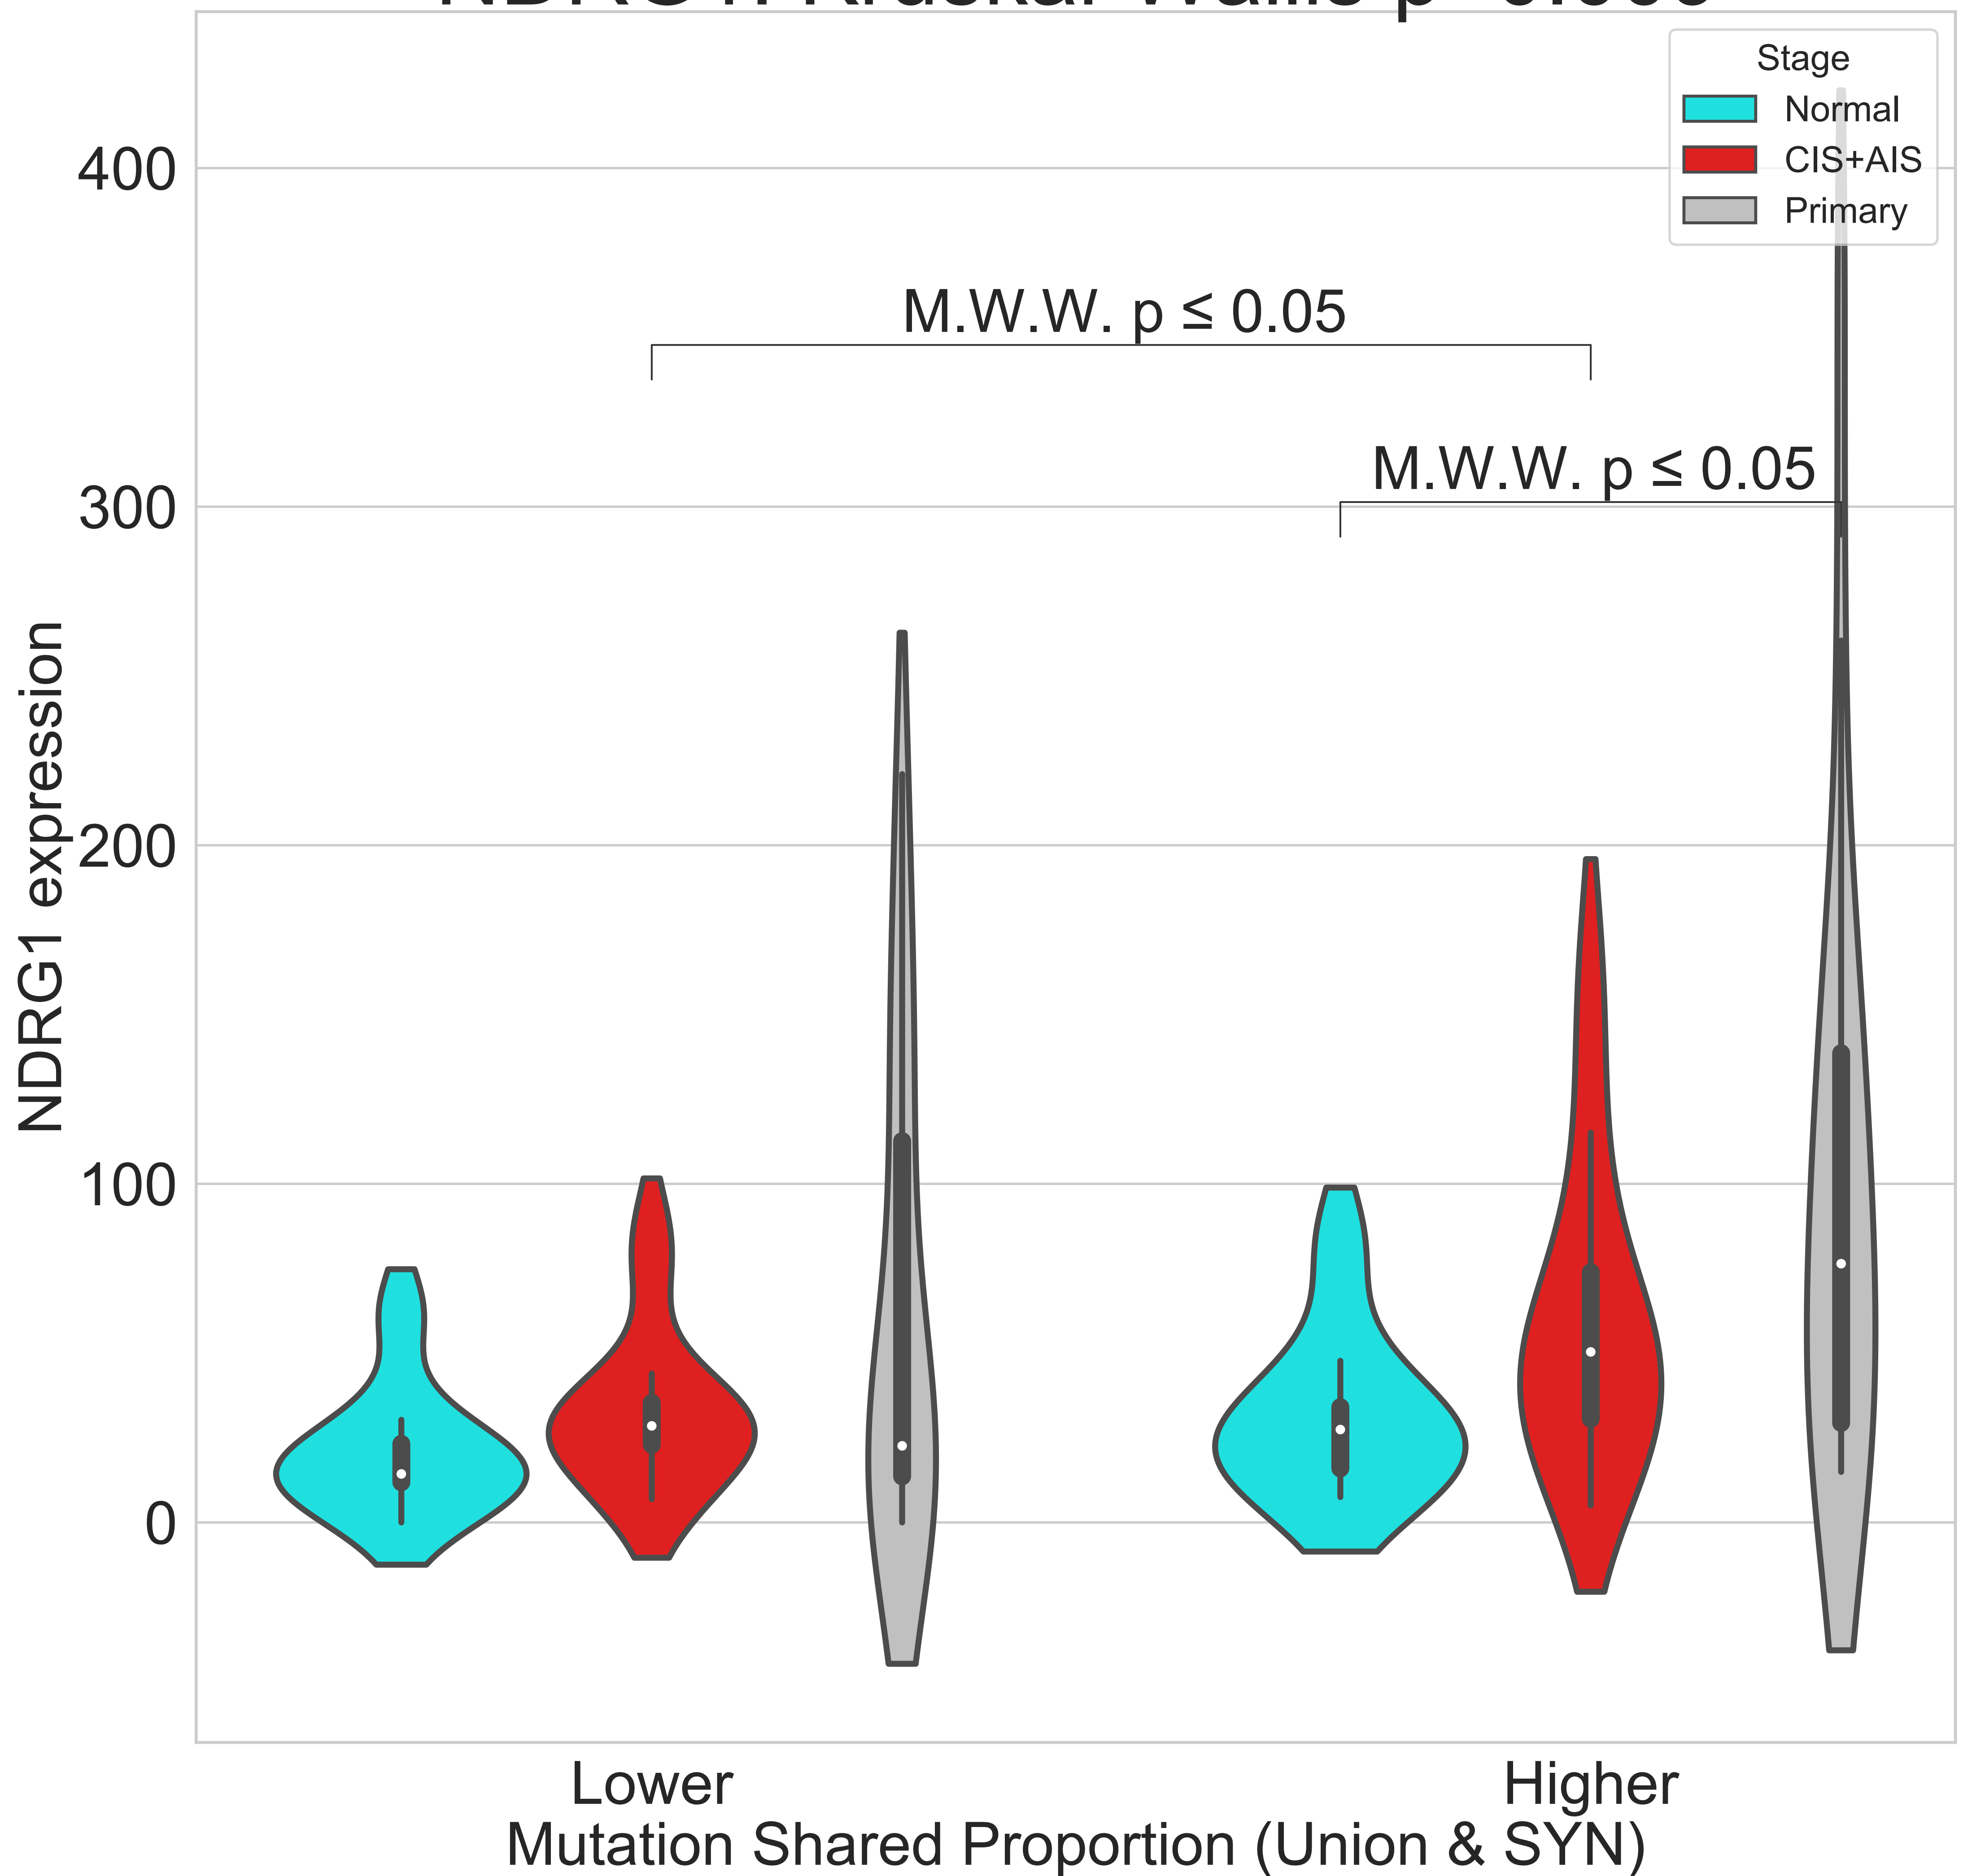 Stage
Normal
CIS+AIS
Primary
400
300
200
100
0
M.W.W. p ≤ 0.05
M.W.W. p ≤ 0.05
NDRG1 expression
Lower
Higher
Mutation Shared Proportion (Union & SYN)